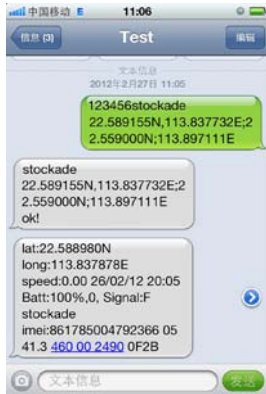 中国移动 E 11:06
信息 (3) Test 编辑
文本信息
2012年2月27日 11:05
123456stockade
22.589155N,113.837732E;2
2.559000N;113.897111E
stockade
22.589155N,113.837732E;2
2.559000N;113.897111E
ok!
lat:22.588980N
long:113.837878E
speed:0.00 26/02/12 20:05
Batt:100%,0, Signal:F
stockade
imei:861785004792366 05
41.3 460 00 2490 0F2B
文本信息 发送